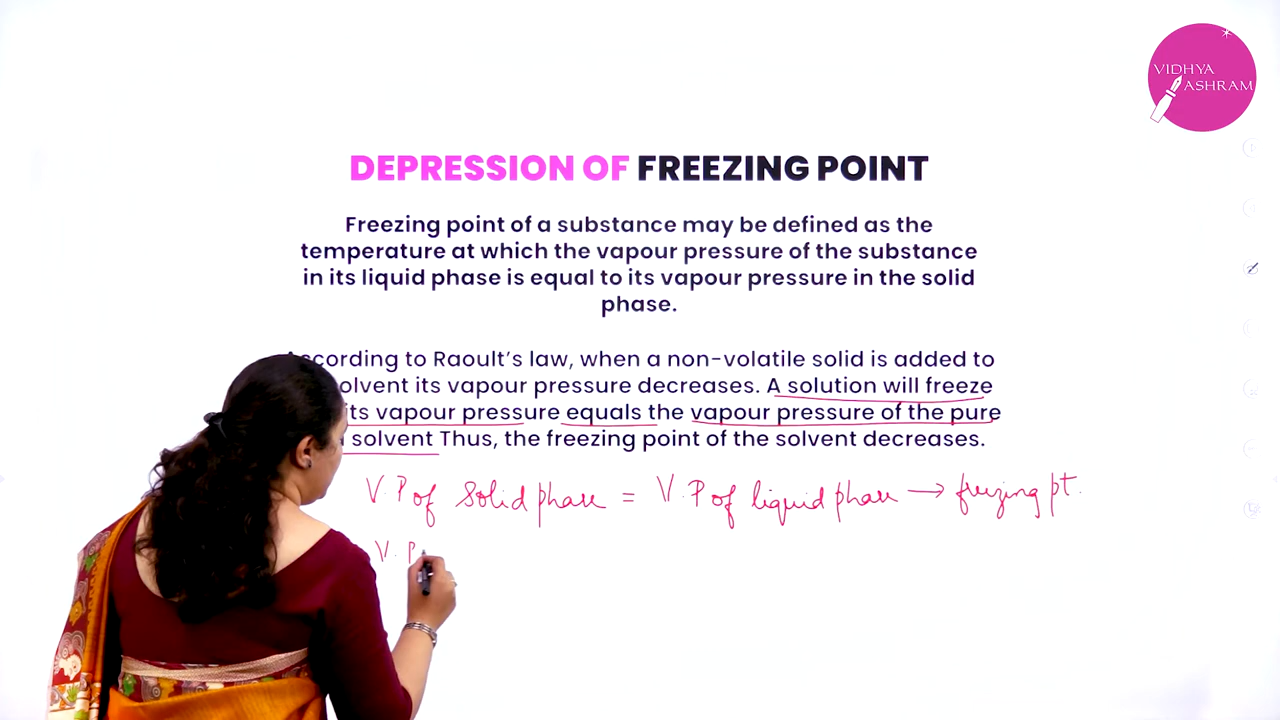 VIDHYA
ASHRAM
DEPRESSION OF FREEZING POINT
Freezing point of a substance may be defined as the
temperature at which the vapour pressure of the substance
in its liquid phase is equal to its vapour pressure in the solid
phase.
ccording to Raoult's law, when a non-volatile solid is added to
olvent its vapour pressure decreases. A solution will freeze
its vapour pressure equals the vapour pressure of the pure
solvent Thus, the freezing point of the solvent decreases.
V.P of solid phase = V.P of liquid phase → freezing pt.
V. P